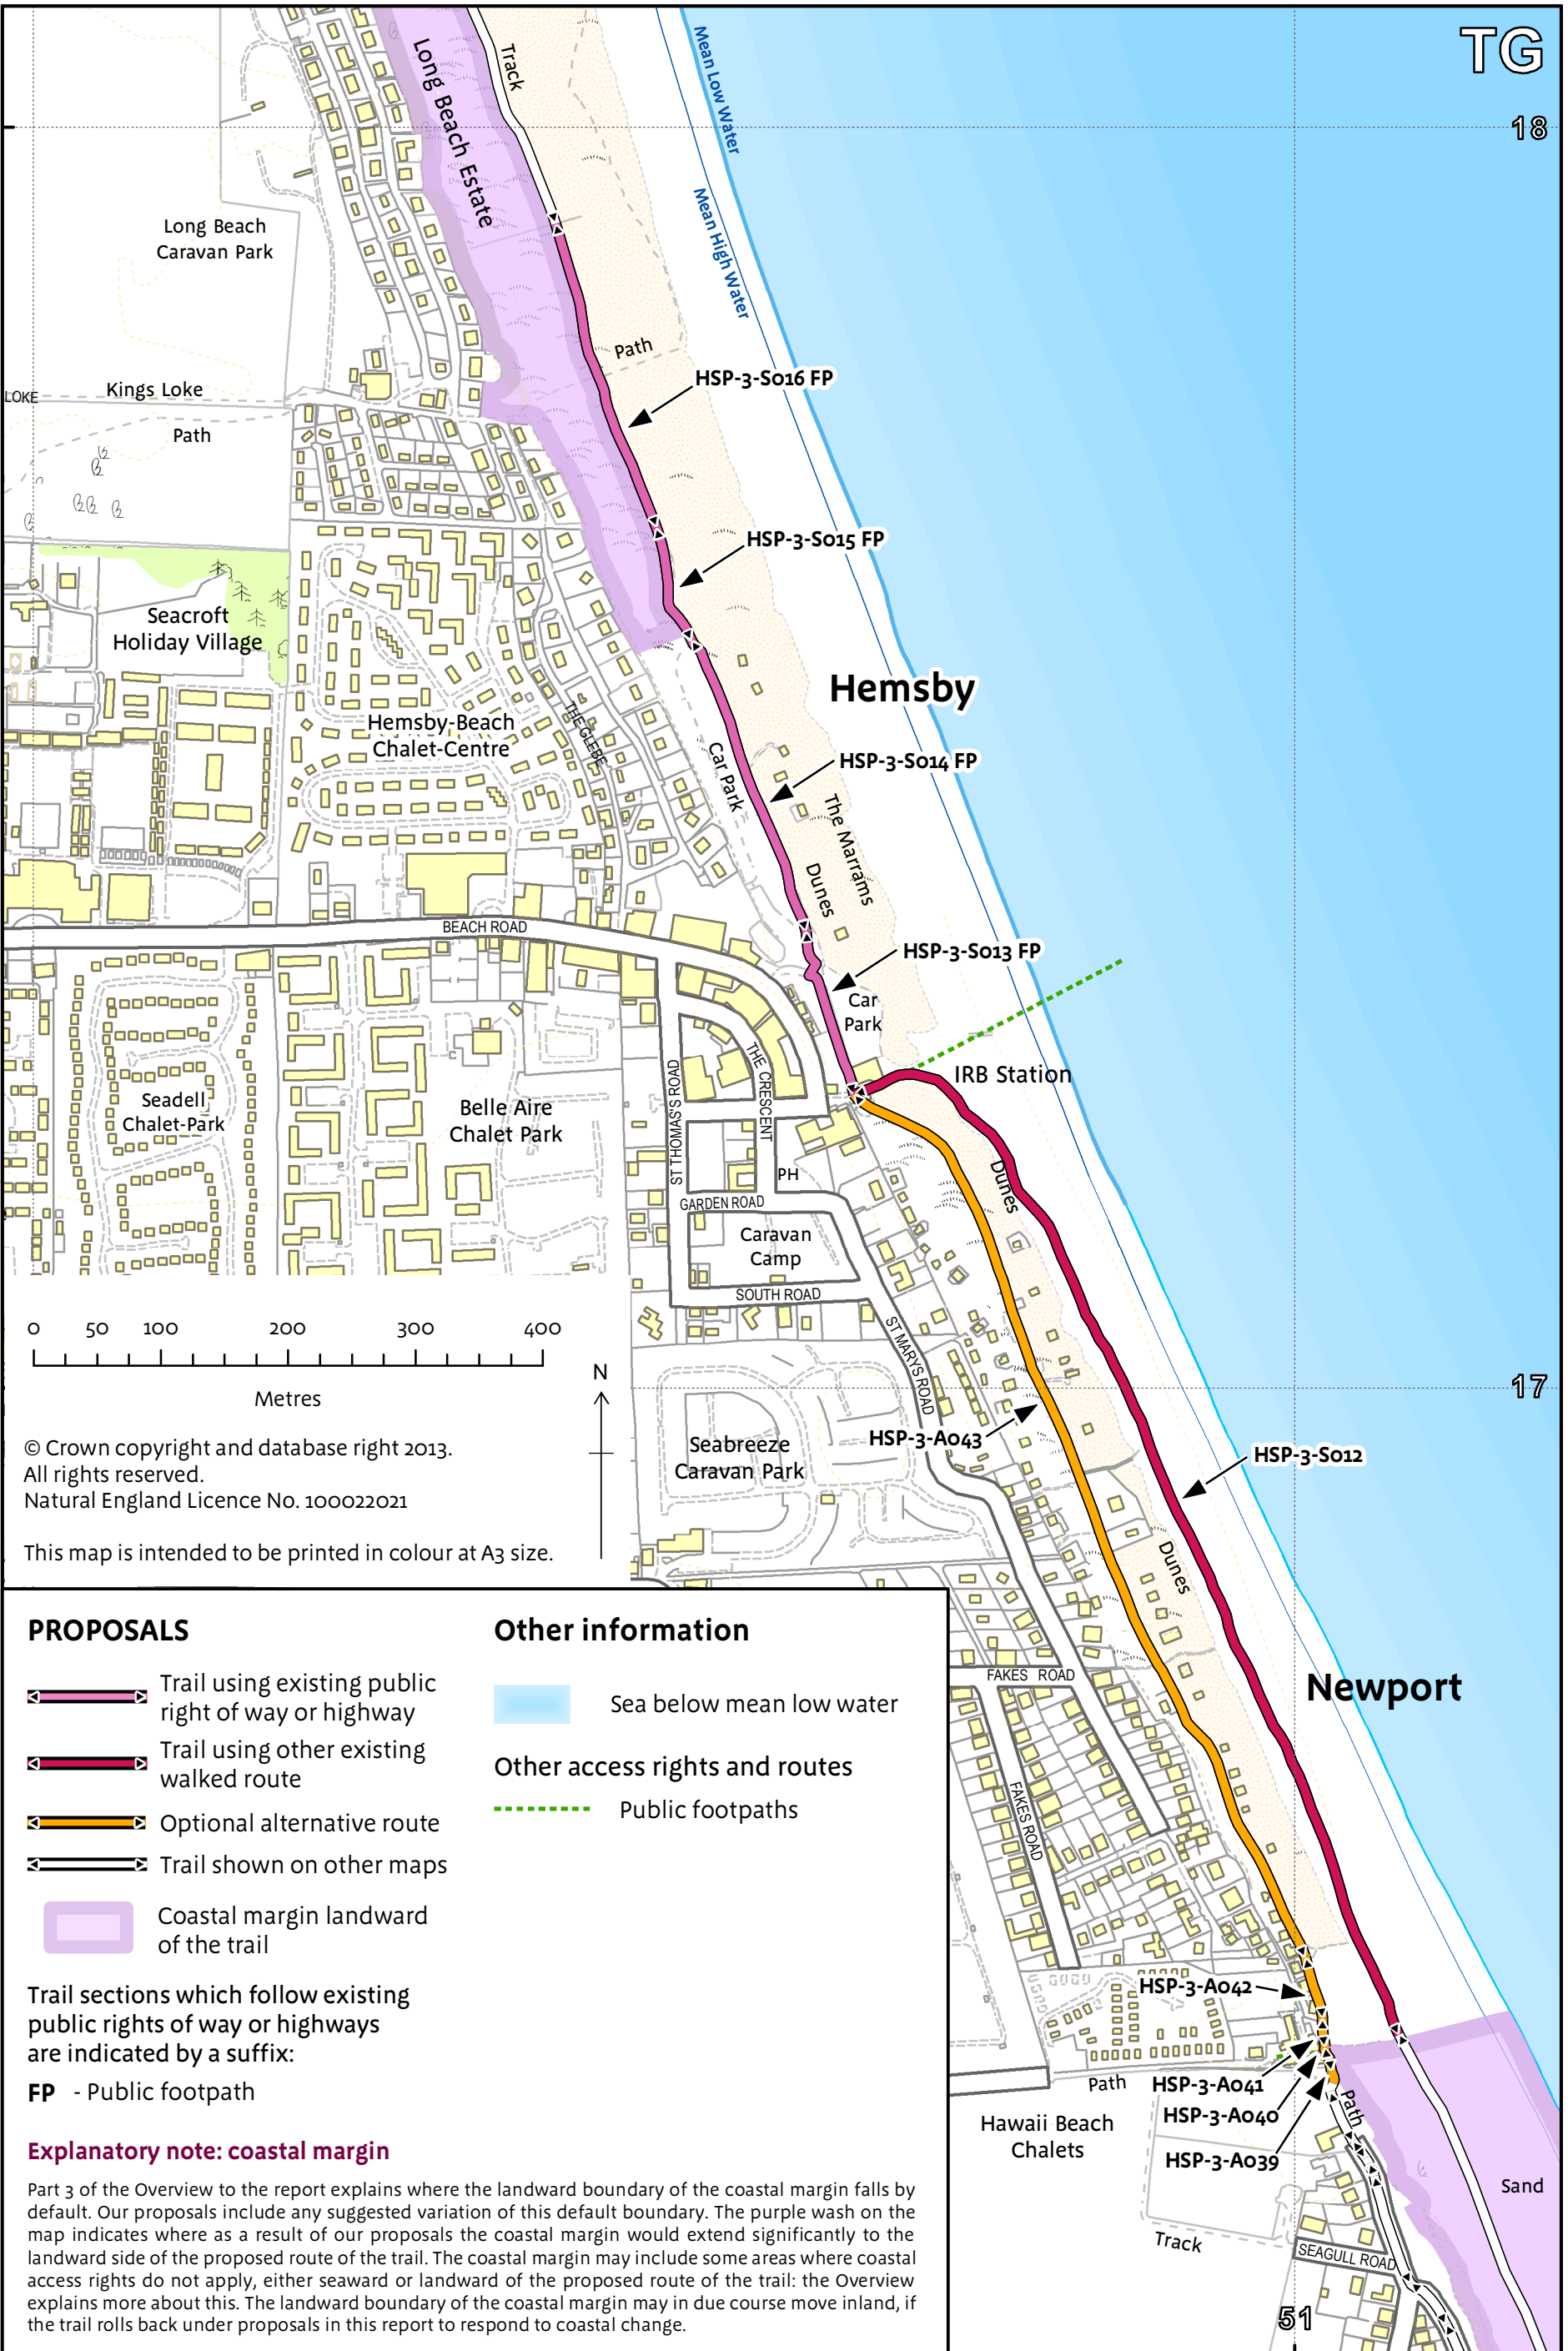 TG
18
Track
Long Beach Estate
Mean Low Water
Mean High Water
Long Beach
Caravan Park
Path
HSP-3-S016 FP
LOKE
Kings Loke
Path
HSP-3-S015 FP
Seacroft
Holiday Village
Hemsby
Hemsby-Beach
Chalet-Centre
THE GLEBE
Car Park
HSP-3-S014 FP
The Marrams
Dunes
BEACH ROAD
HSP-3-S013 FP
Car
Park
IRB Station
Seadell
Chalet-Park
Belle Aire
Chalet Park
ST THOMAS'S ROAD
THE CRESCENT
PH
Dunes
GARDEN ROAD
Caravan
Camp
SOUTH ROAD
ST MARYS ROAD
0 50 100 200 300 400
Metres
N
17
HSP-3-A043
Seabreeze
Caravan Park
HSP-3-S012
© Crown copyright and database right 2013.
All rights reserved.
Natural England Licence No. 100022021
This map is intended to be printed in colour at A3 size.
Dunes
FAKES ROAD
Newport
FAKES ROAD
HSP-3-A042
HSP-3-A041
HSP-3-A040
HSP-3-A039
Path
Path
Hawaii Beach
Chalets
Sand
Track
SEAGULL ROAD
51
PROPOSALS
Trail using existing public
right of way or highway
Trail using other existing
walked route
Optional alternative route
Trail shown on other maps
Coastal margin landward
of the trail
Trail sections which follow existing
public rights of way or highways
are indicated by a suffix:
FP - Public footpath
Other information
Sea below mean low water
Other access rights and routes
Public footpaths
Explanatory note: coastal margin
Part 3 of the Overview to the report explains where the landward boundary of the coastal margin falls by
default. Our proposals include any suggested variation of this default boundary. The purple wash on the
map indicates where as a result of our proposals the coastal margin would extend significantly to the
landward side of the proposed route of the trail. The coastal margin may include some areas where coastal
access rights do not apply, either seaward or landward of the proposed route of the trail: the Overview
explains more about this. The landward boundary of the coastal margin may in due course move inland, if
the trail rolls back under proposals in this report to respond to coastal change.